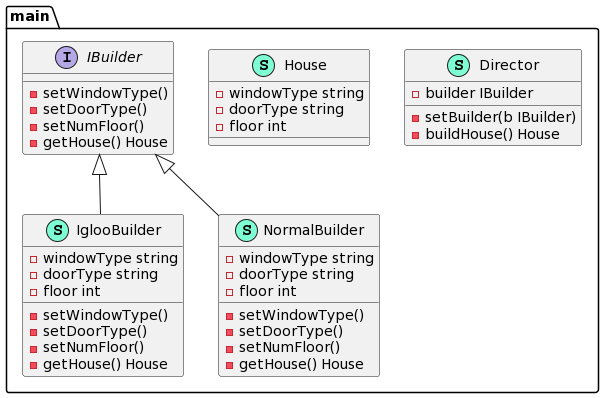 main
I IBuilder
setWindowType()
setDoorType()
setNumFloor()
getHouse() House
S House
windowType string
doorType string
floor int
S Director
builder IBuilder
setBuilder(b IBuilder)
buildHouse() House
S IglooBuilder
windowType string
doorType string
floor int
setWindowType()
setDoorType()
setNumFloor()
getHouse() House
S NormalBuilder
windowType string
doorType string
floor int
setWindowType()
setDoorType()
setNumFloor()
getHouse() House